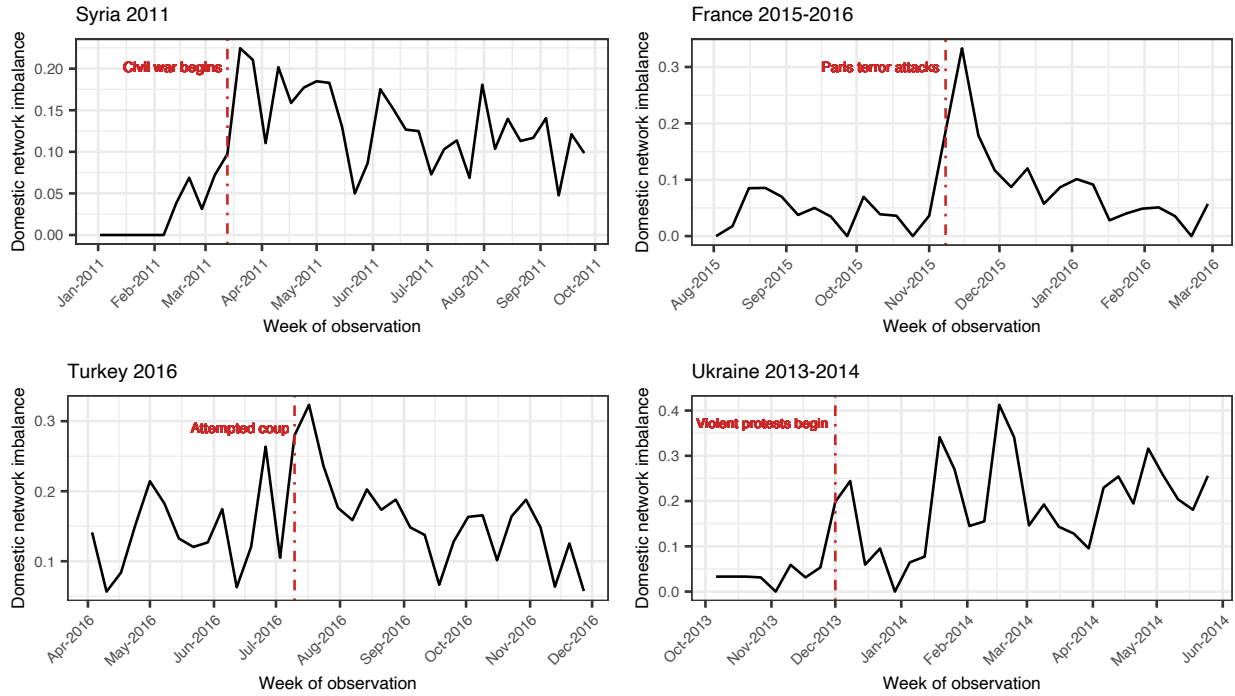 Syria 2011
Domestic network imbalance
0.20
0.15
0.10
0.05
0.00
Civil war begins
Jan-2011
Feb-2011
Mar-2011
Apr-2011
May-2011
Jun-2011
Jul-2011
Aug-2011
Sep-2011
Oct-2011
Week of observation
France 2015-2016
Domestic network imbalance
0.3
0.2
0.1
0.0
Paris terror attacks
Aug-2015
Sep-2015
Oct-2015
Nov-2015
Dec-2015
Jan-2016
Feb-2016
Mar-2016
Week of observation
Turkey 2016
Domestic network imbalance
0.3
0.2
0.1
Attempted coup
Apr-2016
May-2016
Jun-2016
Jul-2016
Aug-2016
Sep-2016
Oct-2016
Nov-2016
Dec-2016
Week of observation
Ukraine 2013-2014
Domestic network imbalance
0.4
0.3
0.2
0.1
0.0
Violent protests begin
Oct-2013
Nov-2013
Dec-2013
Jan-2014
Feb-2014
Mar-2014
Apr-2014
May-2014
Jun-2014
Week of observation